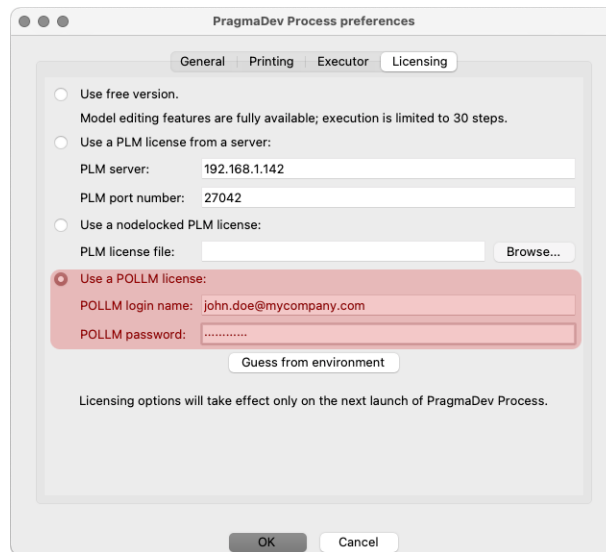 PragmaDev Process preferences
General Printing Executor Licensing
Use free version.
Model editing features are fully available; execution is limited to 30 steps.
Use a PLM license from a server:
PLM server: 192.168.1.142
PLM port number: 27042
Use a nodelocked PLM license:
PLM license file: Browse...
Use a POLLM license:
POLLM login name: john.doe@mycompany.com
POLLM password: ••••••••••••
Guess from environment
Licensing options will take effect only on the next launch of PragmaDev Process.
OK Cancel